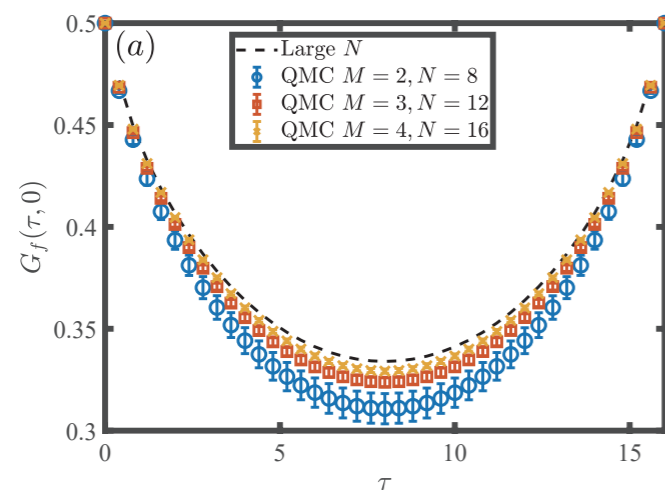 (a)
Large N
QMC M = 2, N = 8
QMC M = 3, N = 12
QMC M = 4, N = 16
0.5
0.45
0.4
0.35
0.3
G_f(τ, 0)
0 5 10 15
τ